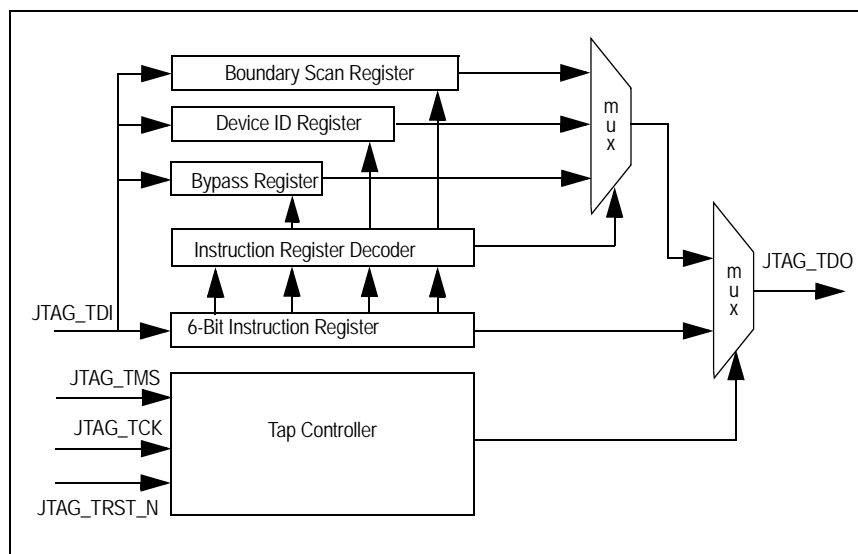 Boundary Scan Register
Device ID Register
Bypass Register
Instruction Register Decoder
6-Bit Instruction Register
Tap Controller
JTAG_TDI
JTAG_TMS
JTAG_TCK
JTAG_TRST_N
m
u
x
m
u
x
JTAG_TDO